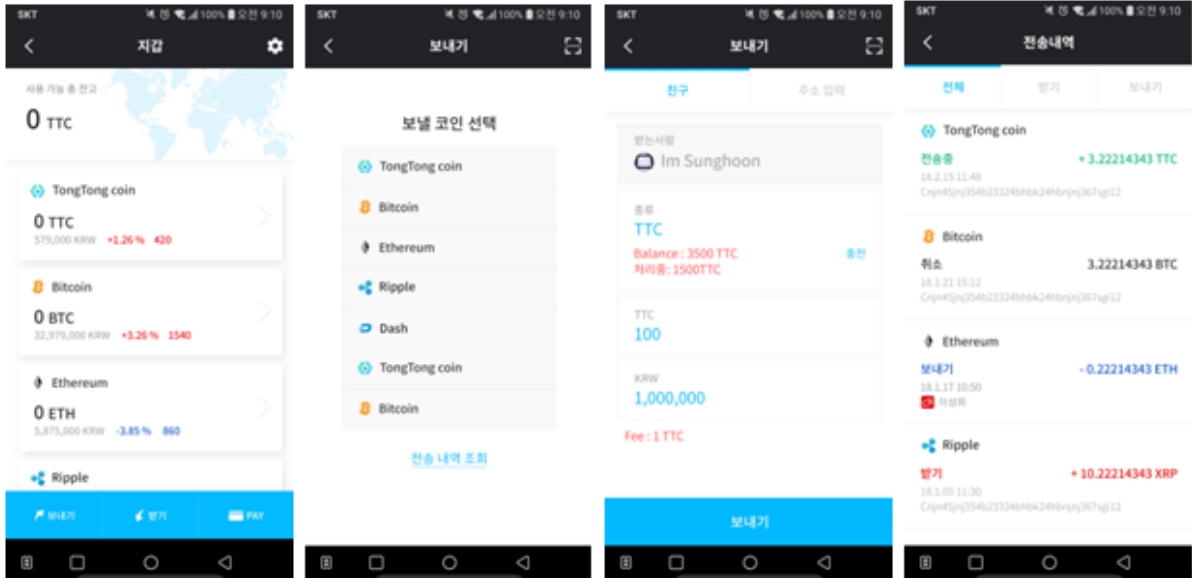 SKT 100% 오전 9:10
지갑
사용 가능 총 잔고
0 TTC
TongTong coin
0 TTC
579,000 KRW +1.26 % 420
Bitcoin
0 BTC
32,979,000 KRW +3.26 % 1540
Ethereum
0 ETH
5,875,000 KRW -3.85 % 860
Ripple
보내기 받기 PAY
SKT 100% 오전 9:10
보내기
보낼 코인 선택
TongTong coin
Bitcoin
Ethereum
Ripple
Dash
TongTong coin
Bitcoin
전송 내역 조회
SKT 100% 오전 9:10
보내기
친구 주소 입력
받는사람
Im Sunghoon
종류
TTC
Balance : 3500 TTC 충전
처리중: 1500TTC
TTC
100
KRW
1,000,000
Fee : 1 TTC
보내기
SKT 100% 오전 9:10
전송내역
전체 받기 보내기
TongTong coin
전송중 + 3.22214343 TTC
18.2.15 11:48
Bitcoin
취소 3.22214343 BTC
18.1.21 15:12
Ethereum
보내기 - 0.22214343 ETH
18.1.17 10:50
이성희
Ripple
받기 + 10.22214343 XRP
18.1.05 11:30